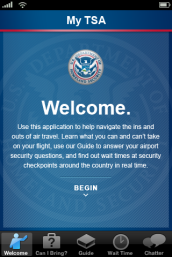 My TSA
Welcome.
Use this application to help navigate the ins and
outs of air travel. Learn what you can and can't take
on your flight, use our Guide to answer your airport
security questions, and find out wait times at security
checkpoints around the country in real time.
BEGIN
Welcome Can I Bring? Guide Wait Time Chatter